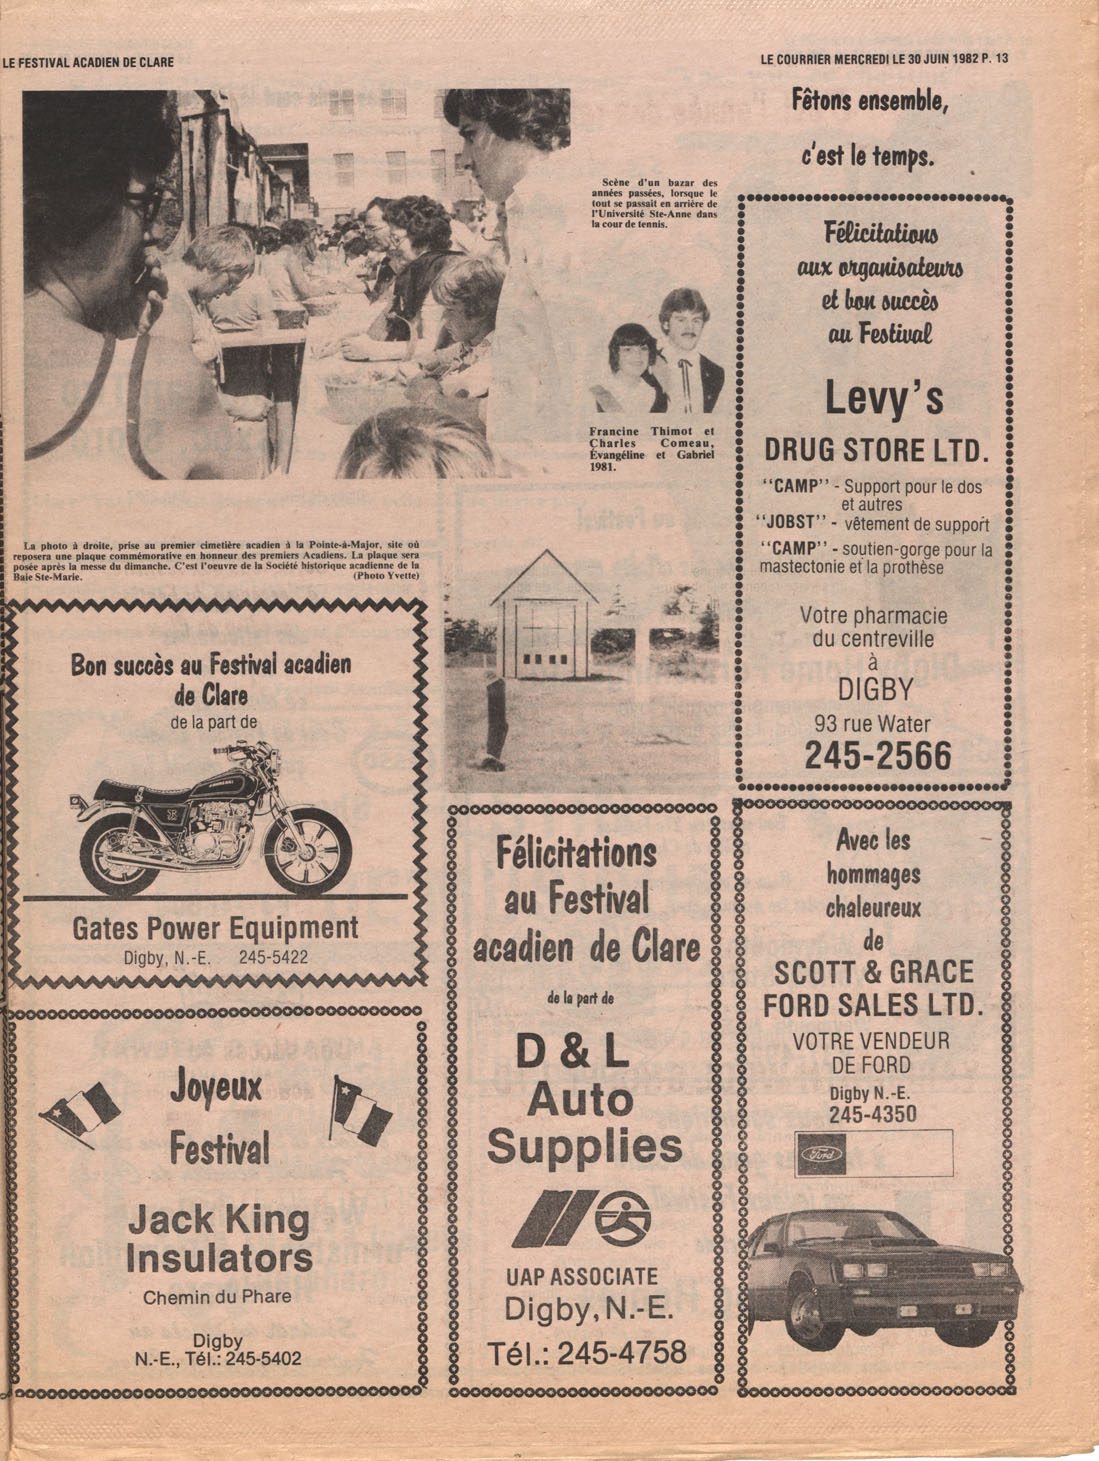 LE FESTIVAL ACADIEN DE CLARE
LE COURRIER MERCREDI LE 30 JUIN 1982 P. 13
Scène d'un bazar des
années passées, lorsque le
tout se passait en arrière de
l'Université Ste-Anne dans
la cour de tennis.
Francine Thimot et
Charles Comeau,
Évangéline et Gabriel
1981.
La photo à droite, prise au premier cimetière acadien à la Pointe-à-Major, site où
reposera une plaque commémorative en honneur des premiers Acadiens. La plaque sera
posée après la messe du dimanche. C'est l'oeuvre de la Société historique acadienne de la
Baie Ste-Marie. (Photo Yvette)
Bon succès au Festival acadien
de Clare
de la part de
KAWASAKI
Gates Power Equipment
Digby, N.-E. 245-5422
Joyeux
Festival
Jack King
Insulators
Chemin du Phare
Digby
N.-E., Tél.: 245-5402
Félicitations
au Festival
acadien de Clare
de la part de
D & L
Auto
Supplies
UAP ASSOCIATE
Digby, N.-E.
Tél.: 245-4758
Fêtons ensemble,
c'est le temps.
Félicitations
aux organisateurs
et bon succès
au Festival
Levy's
DRUG STORE LTD.
"CAMP" - Support pour le dos
et autres
"JOBST" - vêtement de support
"CAMP" - soutien-gorge pour la
mastectonie et la prothèse
Votre pharmacie
du centreville
à
DIGBY
93 rue Water
245-2566
Avec les
hommages
chaleureux
de
SCOTT & GRACE
FORD SALES LTD.
VOTRE VENDEUR
DE FORD
Digby N.-E.
245-4350
Ford